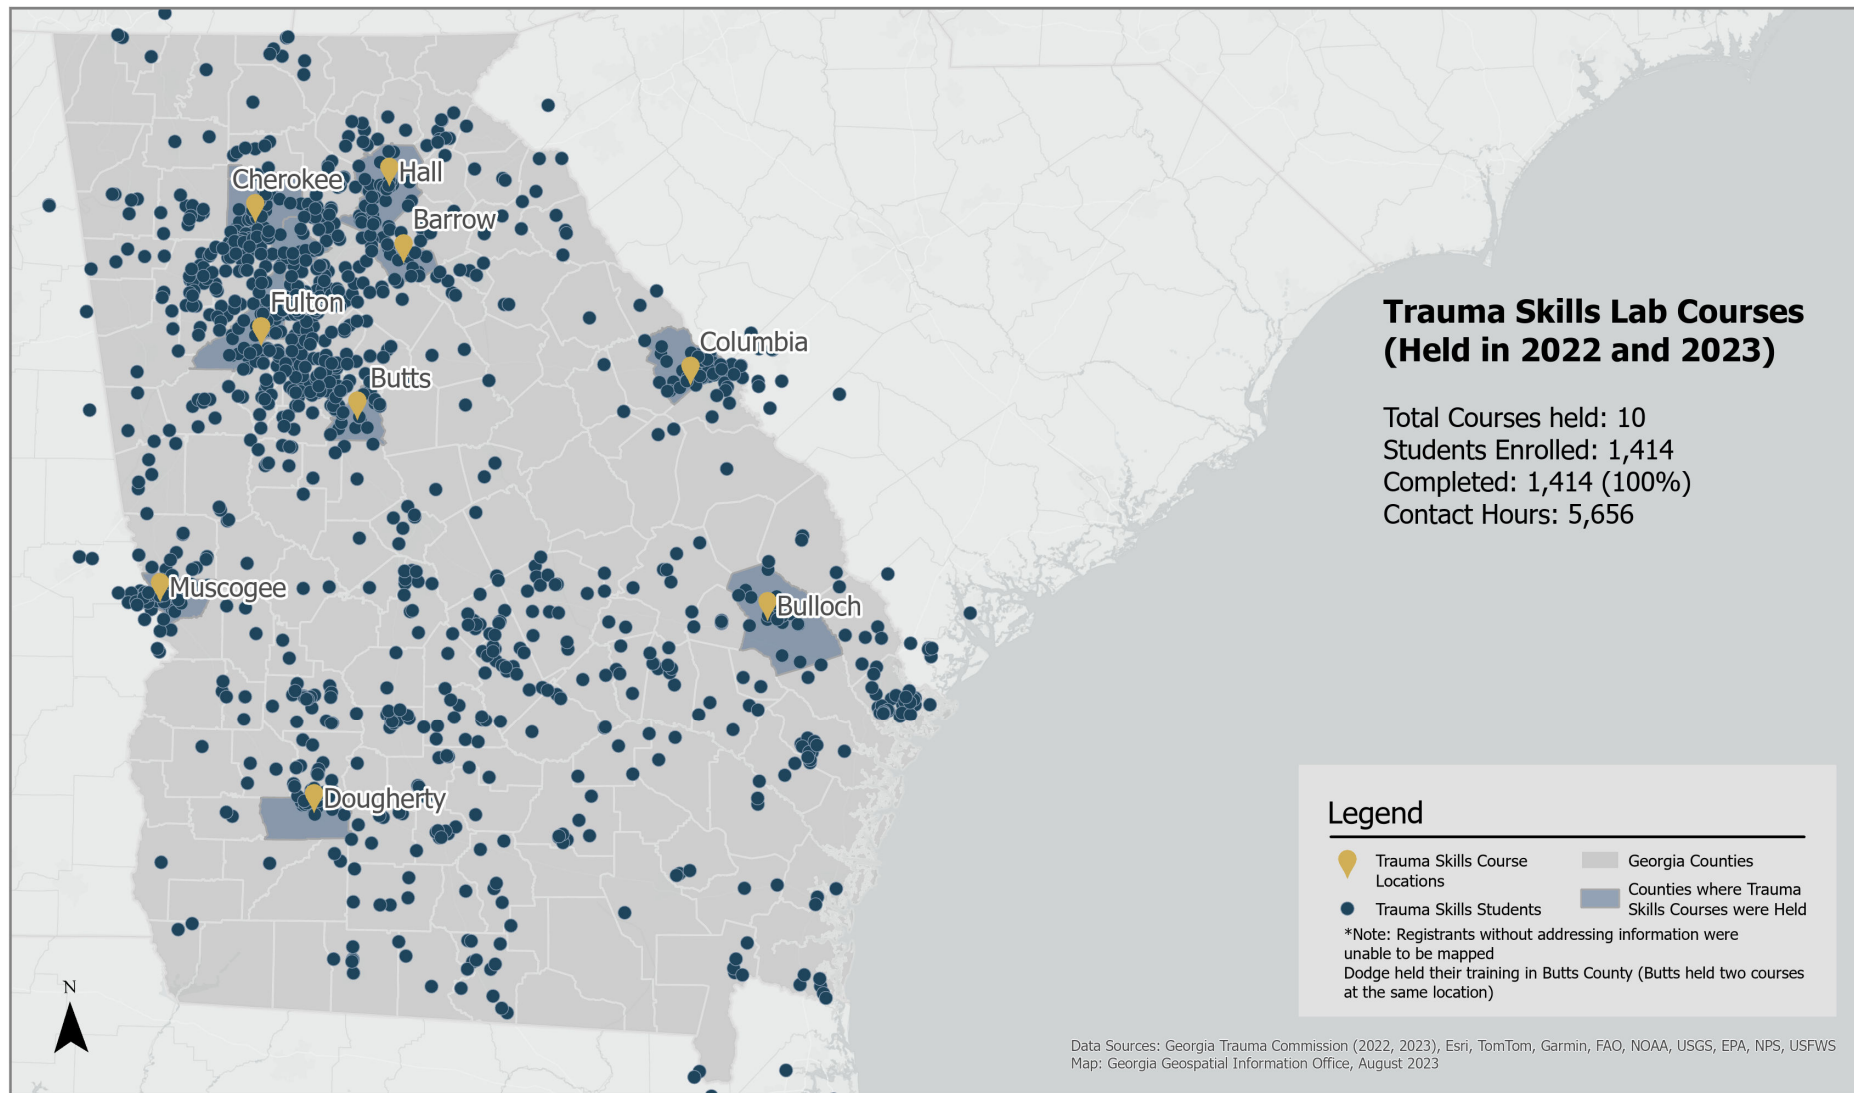 Cherokee
Hall
Barrow
Fulton
Columbia
Butts
Muscogee
Bulloch
Dougherty
N
Trauma Skills Lab Courses
(Held in 2022 and 2023)
Total Courses held: 10
Students Enrolled: 1,414
Completed: 1,414 (100%)
Contact Hours: 5,656
Legend
Trauma Skills Course
Locations
Trauma Skills Students
Georgia Counties
Counties where Trauma
Skills Courses were Held
*Note: Registrants without addressing information were
unable to be mapped
Dodge held their training in Butts County (Butts held two courses
at the same location)
Data Sources: Georgia Trauma Commission (2022, 2023), Esri, TomTom, Garmin, FAO, NOAA, USGS, EPA, NPS, USFWS
Map: Georgia Geospatial Information Office, August 2023